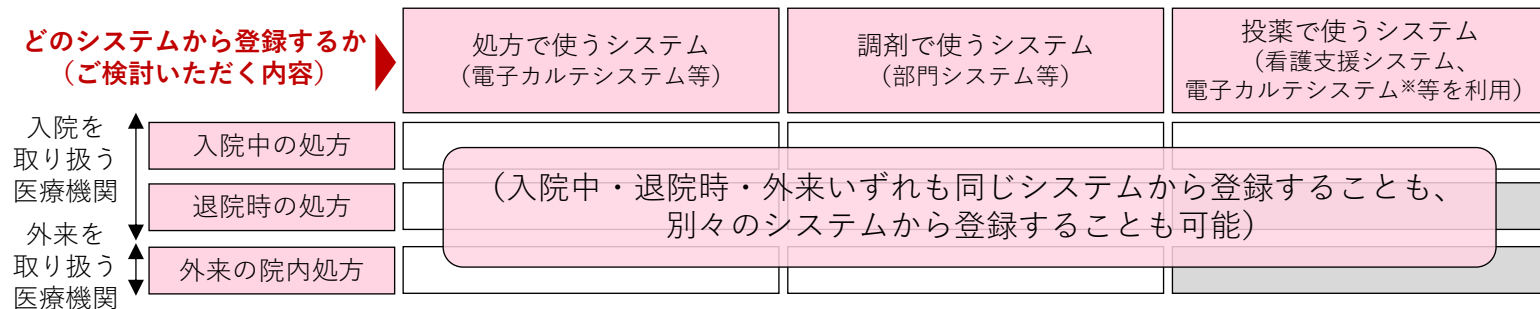 どのシステムから登録するか
（ご検討いただく内容）
処方で使うシステム
（電子カルテシステム等）
調剤で使うシステム
（部門システム等）
投薬で使うシステム
（看護支援システム、
電子カルテシステム※等を利用）
入院を
取り扱う
医療機関
入院中の処方
退院時の処方
（入院中・退院時・外来いずれも同じシステムから登録することも、
別々のシステムから登録することも可能）
外来を
取り扱う
医療機関
外来の院内処方